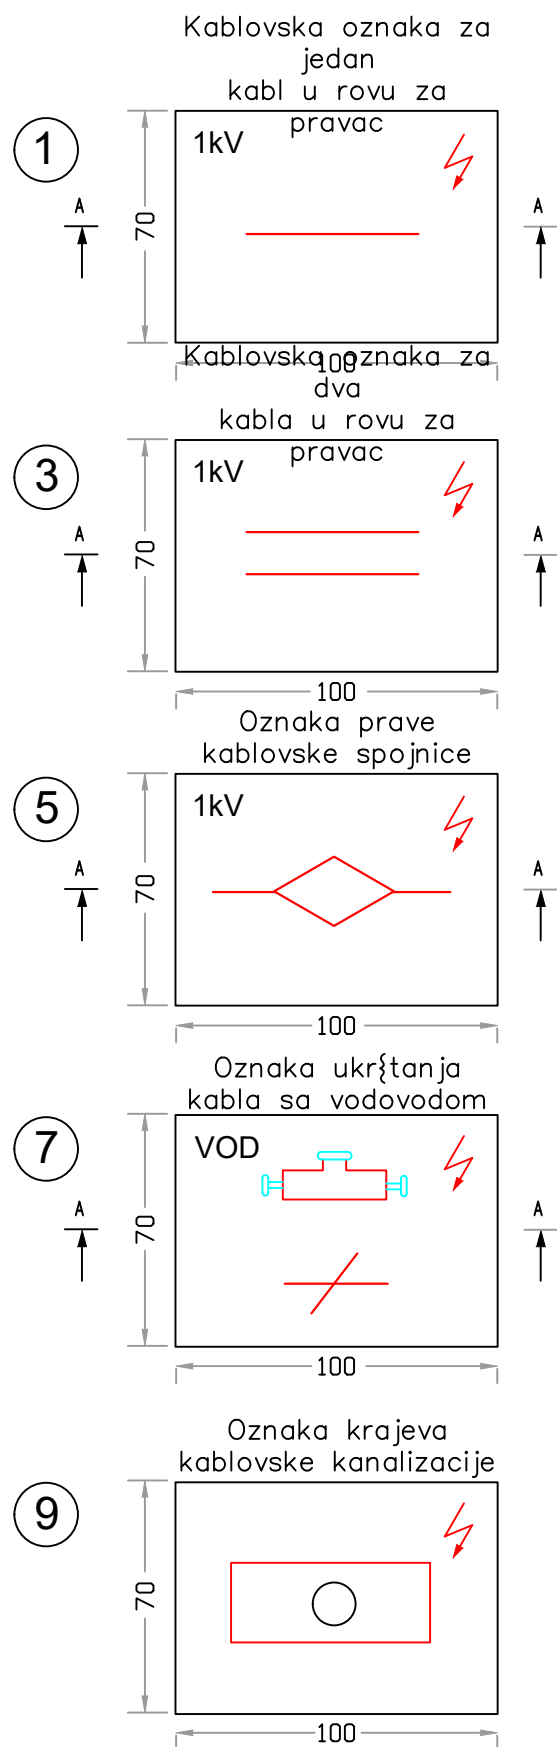 Kablovska oznaka za
jedan
kabl u rovu za
pravac
1
1kV
A
A
70
100
Kablovska oznaka za
dva
kabla u rovu za
pravac
3
1kV
A
A
70
100
Oznaka prave
kablovske spojnice
5
1kV
A
A
70
100
Oznaka ukr{tanja
kabla sa vodovodom
7
VOD
A
A
70
100
Oznaka krajeva
kablovske kanalizacije
9
70
100